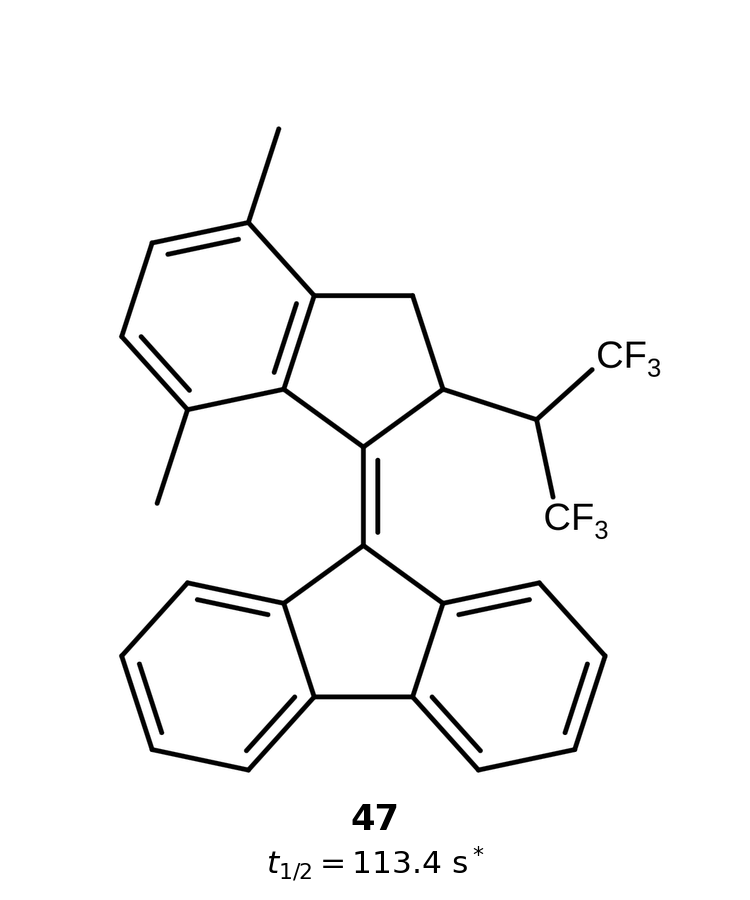 CF₃
CF₃
47
t₁/₂ = 113.4 s*